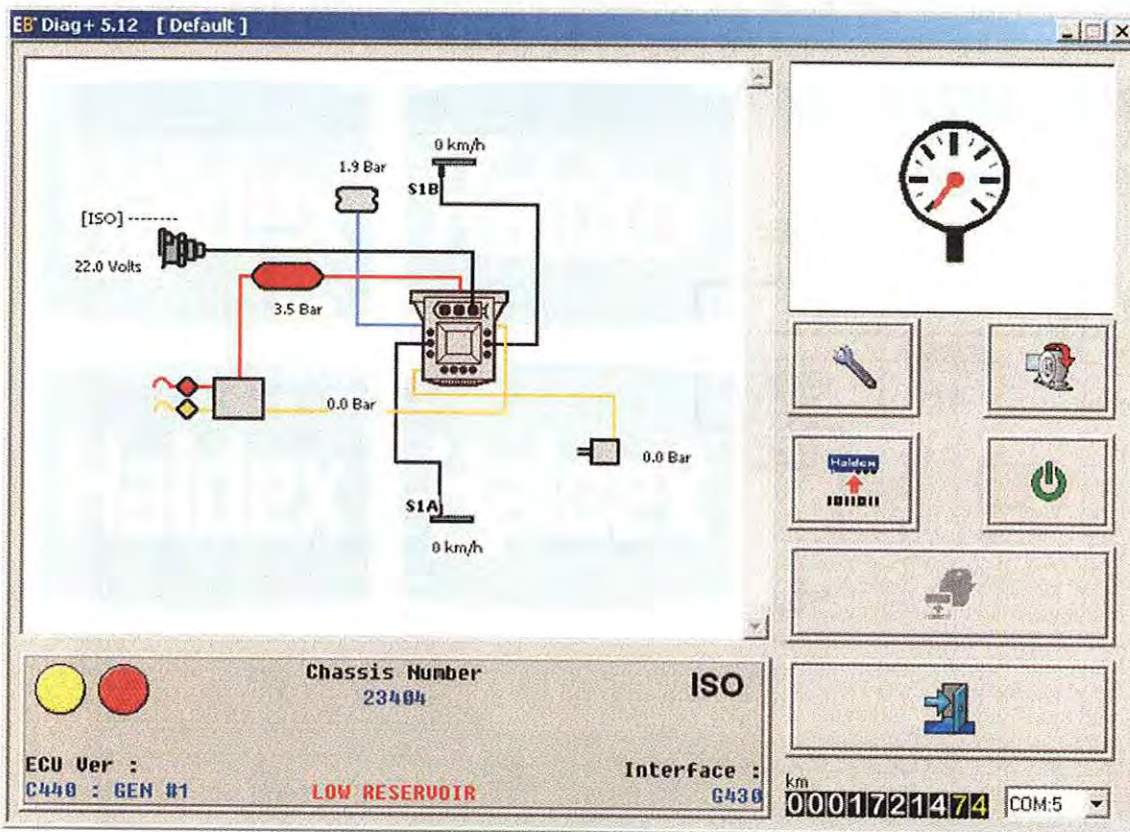 EB+ Diag+ 5.12 [ Default ]
0 km/h
1.9 Bar
S1B
[ISO] -------
22.0 Volts
3.5 Bar
0.0 Bar
0.0 Bar
S1A
0 km/h
Haldex
1011011
Chassis Number
23404
ISO
ECU Ver :
C440 : GEN #1
LOW RESERVOIR
Interface :
G430
km
0001721474
COM:5